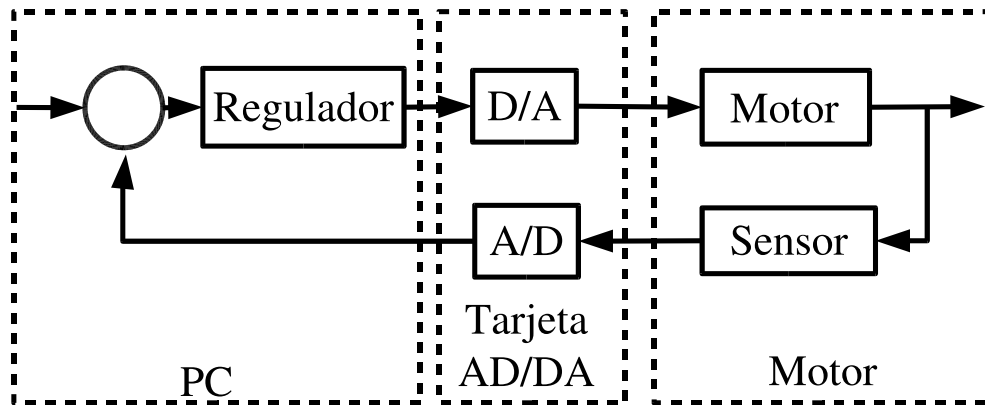 Regulador
D/A
Motor
A/D
Sensor
Tarjeta
AD/DA
PC
Motor